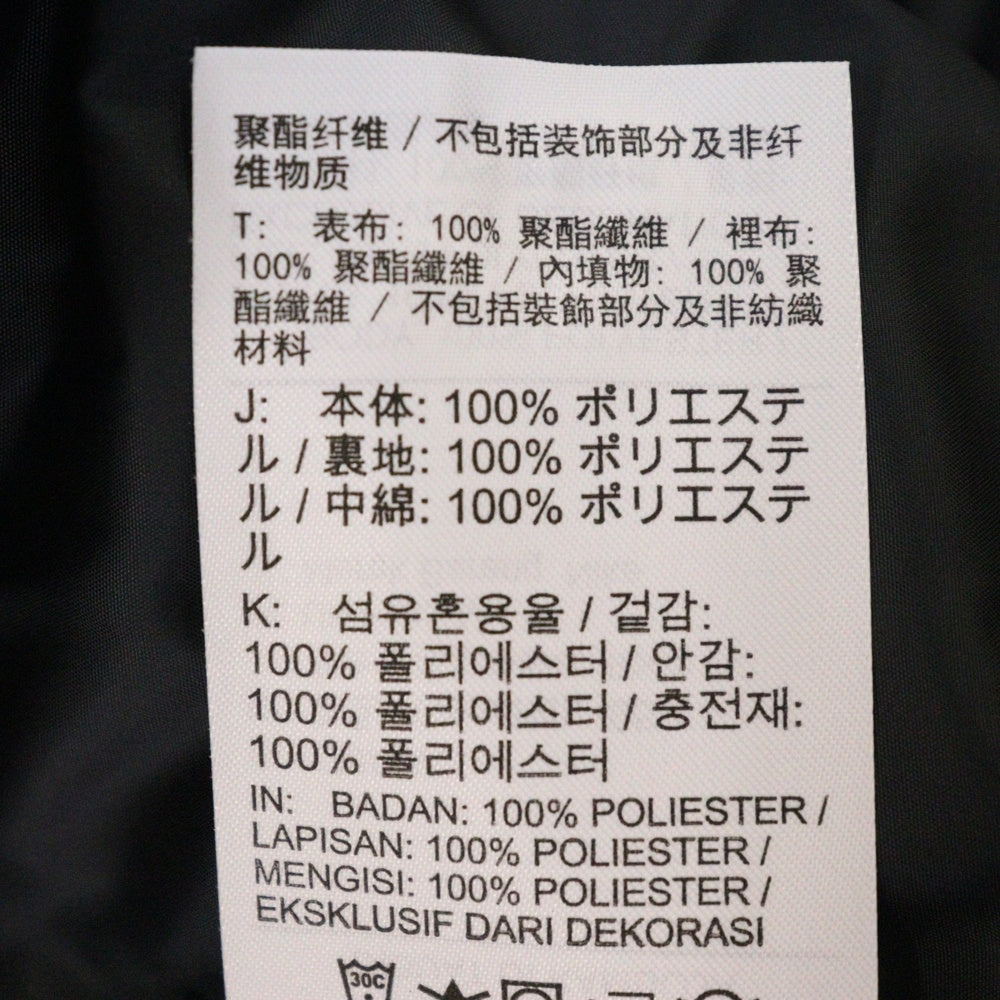 聚酯纤维 / 不包括装饰部分及非纤
维物质
T: 表布: 100% 聚酯纖維 / 裡布:
100% 聚酯纖維 / 內填物: 100% 聚
酯纖維 / 不包括裝飾部分及非紡織
材料
J: 本体: 100% ポリエステ
ル / 裏地: 100% ポリエステ
ル / 中綿: 100% ポリエステ
ル
K: 섬유혼용율 / 겉감:
100% 폴리에스터 / 안감:
100% 폴리에스터 / 충전재:
100% 폴리에스터
IN: BADAN: 100% POLIESTER /
LAPISAN: 100% POLIESTER /
MENGISI: 100% POLIESTER /
EKSKLUSIF DARI DEKORASI
30C